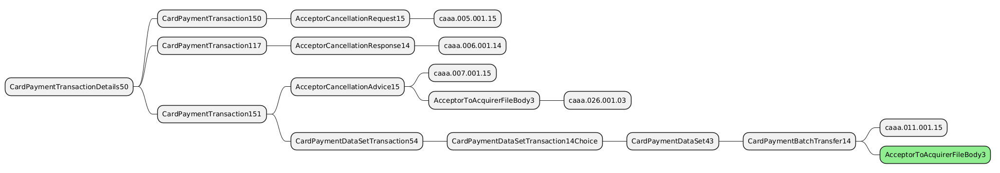 CardPaymentTransactionDetails50
CardPaymentTransaction150
AcceptorCancellationRequest15
caaa.005.001.15
CardPaymentTransaction117
AcceptorCancellationResponse14
caaa.006.001.14
CardPaymentTransaction151
AcceptorCancellationAdvice15
caaa.007.001.15
AcceptorToAcquirerFileBody3
caaa.026.001.03
CardPaymentDataSetTransaction54
CardPaymentDataSetTransaction14Choice
CardPaymentDataSet43
CardPaymentBatchTransfer14
caaa.011.001.15
AcceptorToAcquirerFileBody3